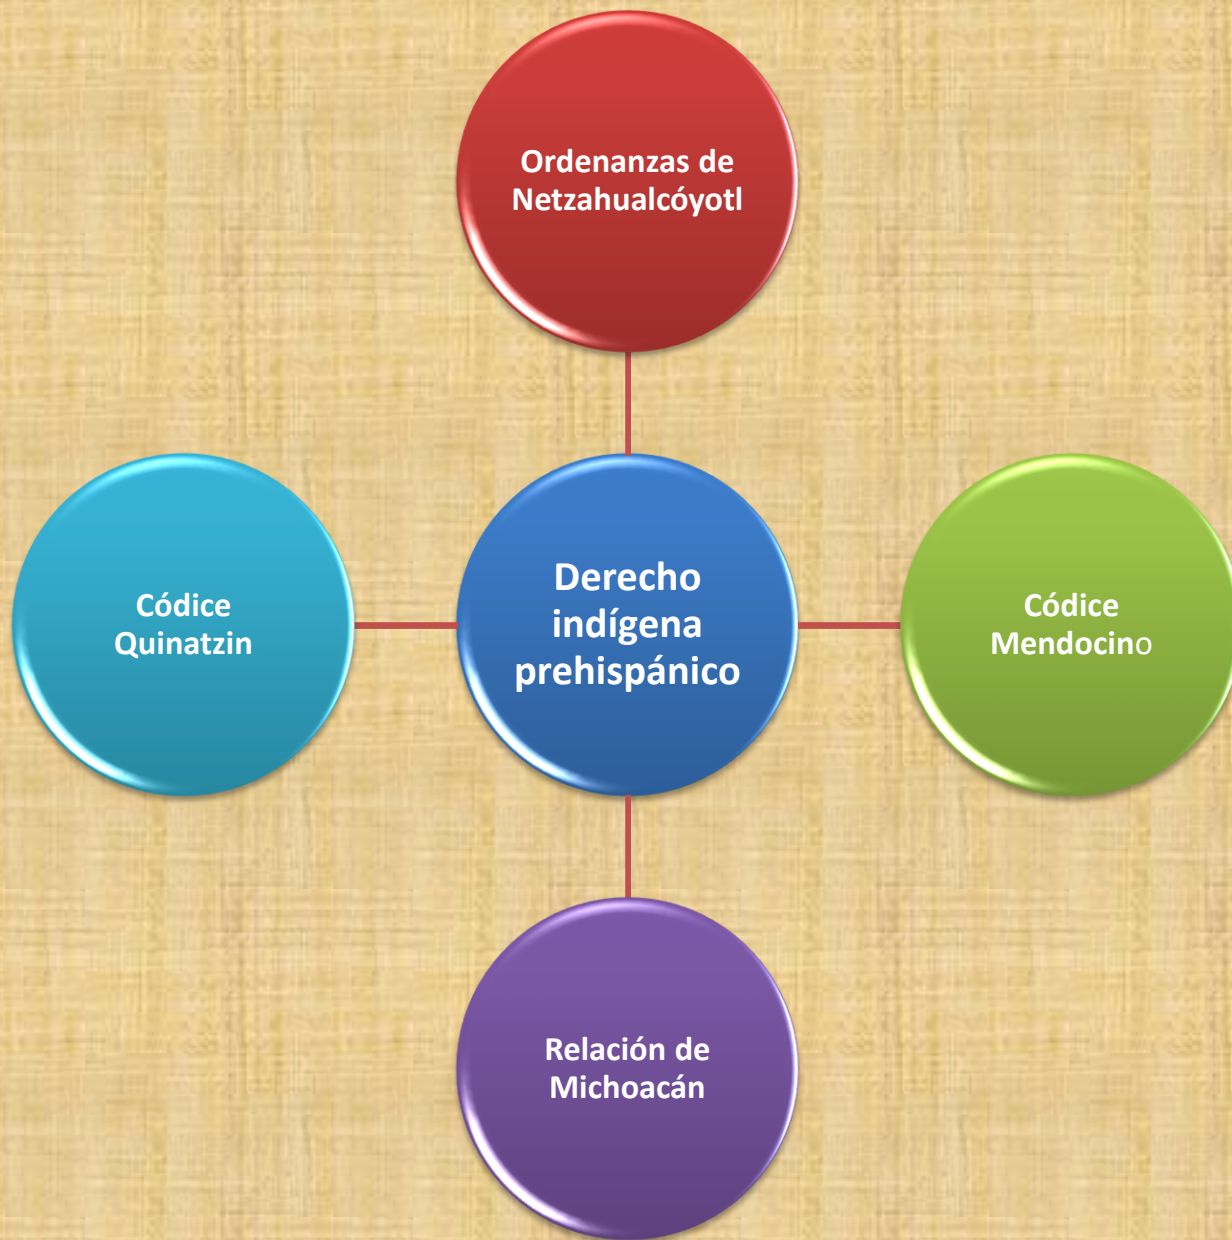 Ordenanzas de
Netzahualcóyotl
Códice
Quinatzin
Derecho
indígena
prehispánico
Códice
Mendocino
Relación de
Michoacán